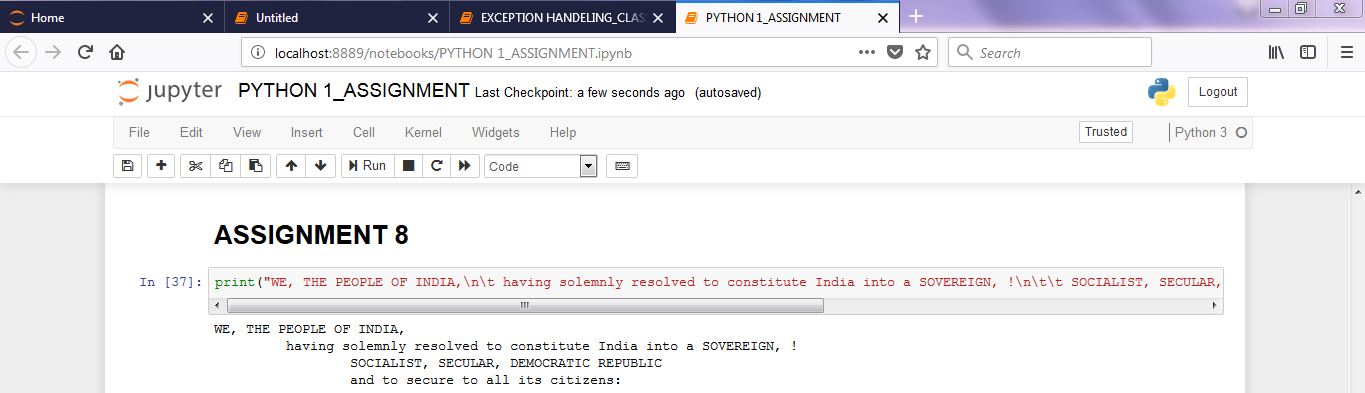 Home
Untitled
EXCEPTION HANDELING_CLAS
PYTHON 1_ASSIGNMENT
localhost:8889/notebooks/PYTHON 1_ASSIGNMENT.ipynb
Search
jupyter PYTHON 1_ASSIGNMENT Last Checkpoint: a few seconds ago (autosaved)
Logout
File Edit View Insert Cell Kernel Widgets Help
Trusted
Python 3
Run
Code
ASSIGNMENT 8
In [37]: print("WE, THE PEOPLE OF INDIA,\n\t having solemnly resolved to constitute India into a SOVEREIGN, !\n\t\t SOCIALIST, SECULAR,
WE, THE PEOPLE OF INDIA,
having solemnly resolved to constitute India into a SOVEREIGN, !
SOCIALIST, SECULAR, DEMOCRATIC REPUBLIC
and to secure to all its citizens: